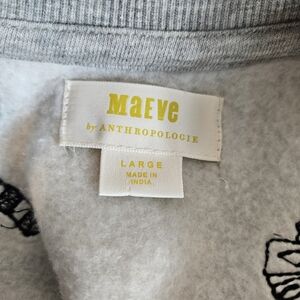 Maeve
by ANTHROPOLOGIE
LARGE
MADE IN
INDIA